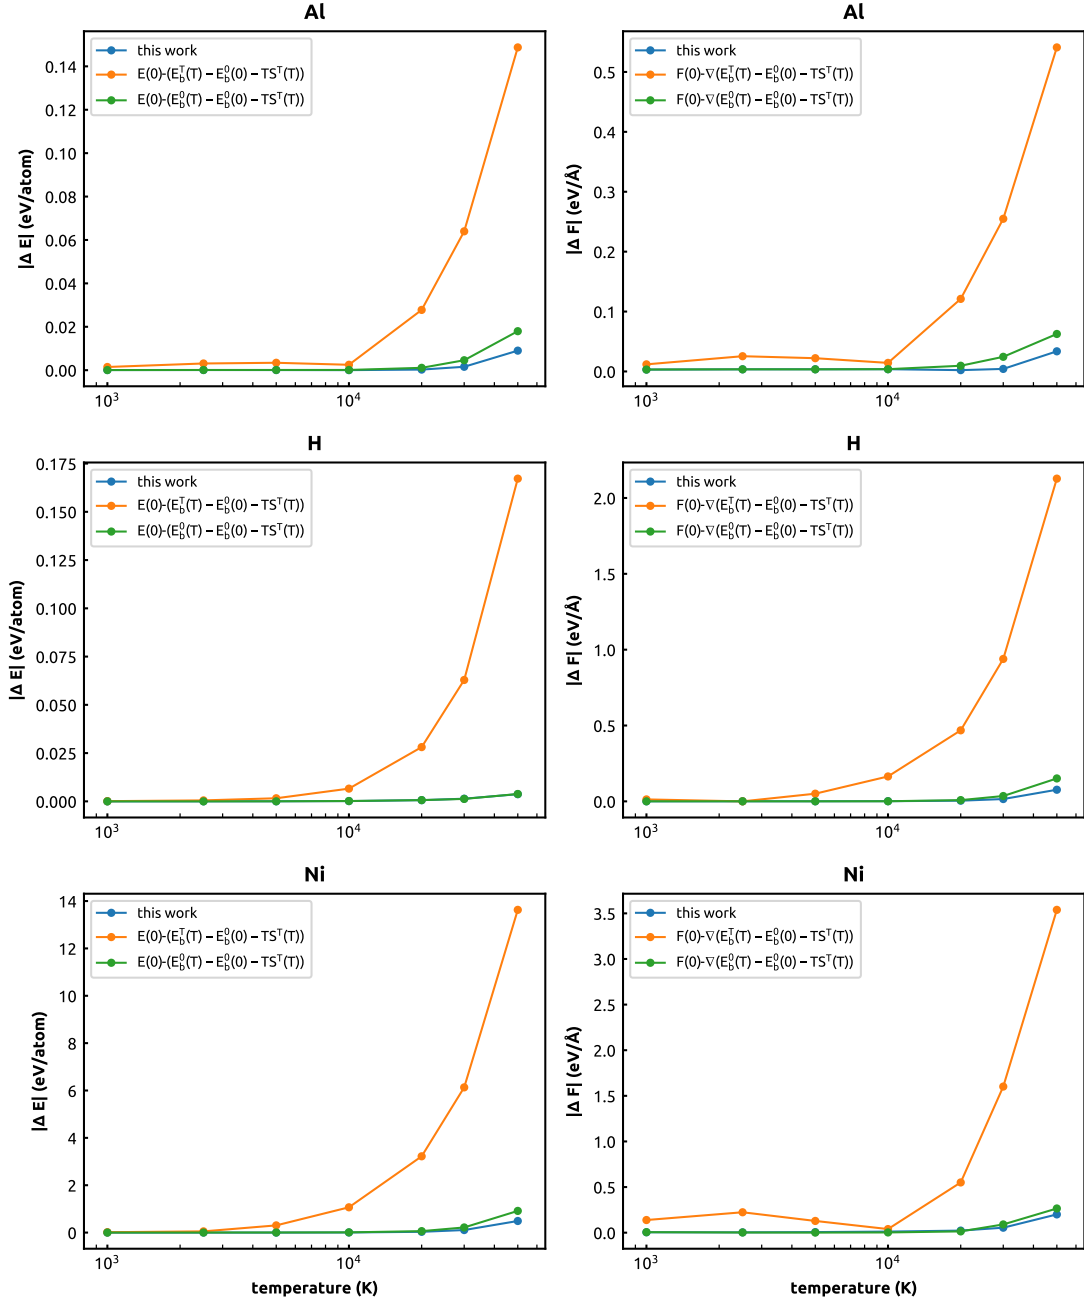 Al
this work
E(0)-(E_b^T(T) − E_b^0(0) − TS^T(T))
E(0)-(E_b^0(T) − E_b^0(0) − TS^T(T))
|Δ E| (eV/atom)
0.14
0.12
0.10
0.08
0.06
0.04
0.02
0.00
10^3
10^4
Al
this work
F(0)-∇(E_b^T(T) − E_b^0(0) − TS^T(T))
F(0)-∇(E_b^0(T) − E_b^0(0) − TS^T(T))
|Δ F| (eV/Å)
0.5
0.4
0.3
0.2
0.1
0.0
10^3
10^4
H
this work
E(0)-(E_b^T(T) − E_b^0(0) − TS^T(T))
E(0)-(E_b^0(T) − E_b^0(0) − TS^T(T))
|Δ E| (eV/atom)
0.175
0.150
0.125
0.100
0.075
0.050
0.025
0.000
10^3
10^4
H
this work
F(0)-∇(E_b^T(T) − E_b^0(0) − TS^T(T))
F(0)-∇(E_b^0(T) − E_b^0(0) − TS^T(T))
|Δ F| (eV/Å)
2.0
1.5
1.0
0.5
0.0
10^3
10^4
Ni
this work
E(0)-(E_b^T(T) − E_b^0(0) − TS^T(T))
E(0)-(E_b^0(T) − E_b^0(0) − TS^T(T))
|Δ E| (eV/atom)
14
12
10
8
6
4
2
0
10^3
10^4
temperature (K)
Ni
this work
F(0)-∇(E_b^T(T) − E_b^0(0) − TS^T(T))
F(0)-∇(E_b^0(T) − E_b^0(0) − TS^T(T))
|Δ F| (eV/Å)
3.5
3.0
2.5
2.0
1.5
1.0
0.5
0.0
10^3
10^4
temperature (K)